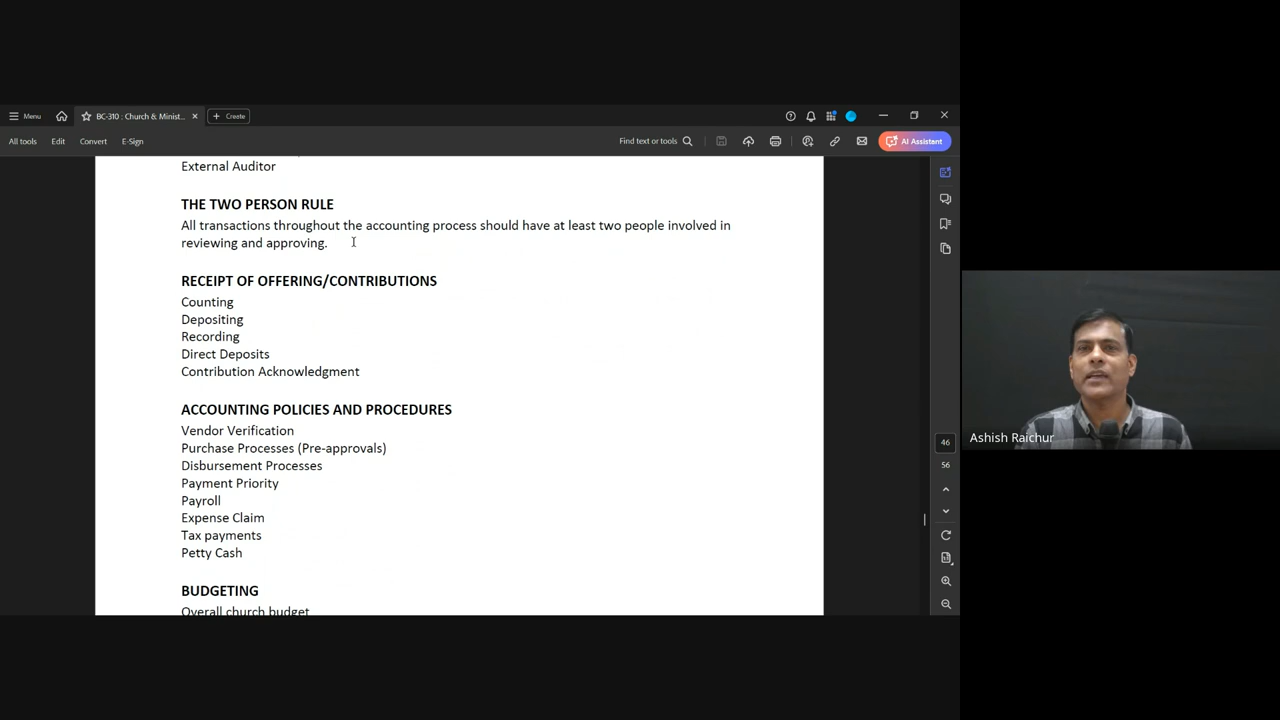 Menu
BC-310 : Church & Minist...
Create
All tools
Edit
Convert
E-Sign
Find text or tools
AI Assistant
External Auditor
THE TWO PERSON RULE
All transactions throughout the accounting process should have at least two people involved in
reviewing and approving.
RECEIPT OF OFFERING/CONTRIBUTIONS
Counting
Depositing
Recording
Direct Deposits
Contribution Acknowledgment
ACCOUNTING POLICIES AND PROCEDURES
Vendor Verification
Purchase Processes (Pre-approvals)
Disbursement Processes
Payment Priority
Payroll
Expense Claim
Tax payments
Petty Cash
BUDGETING
Overall church budget
46
56
Ashish Raichur